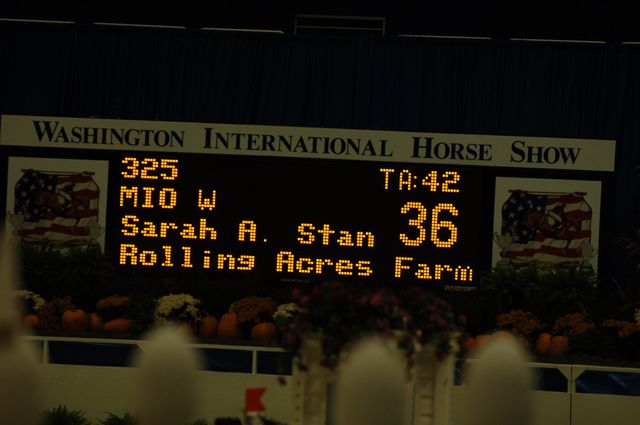 WASHINGTON INTERNATIONAL HORSE SHOW
325 TA:42
MIO W 36
Sarah A. Stan
Rolling Acres Farm